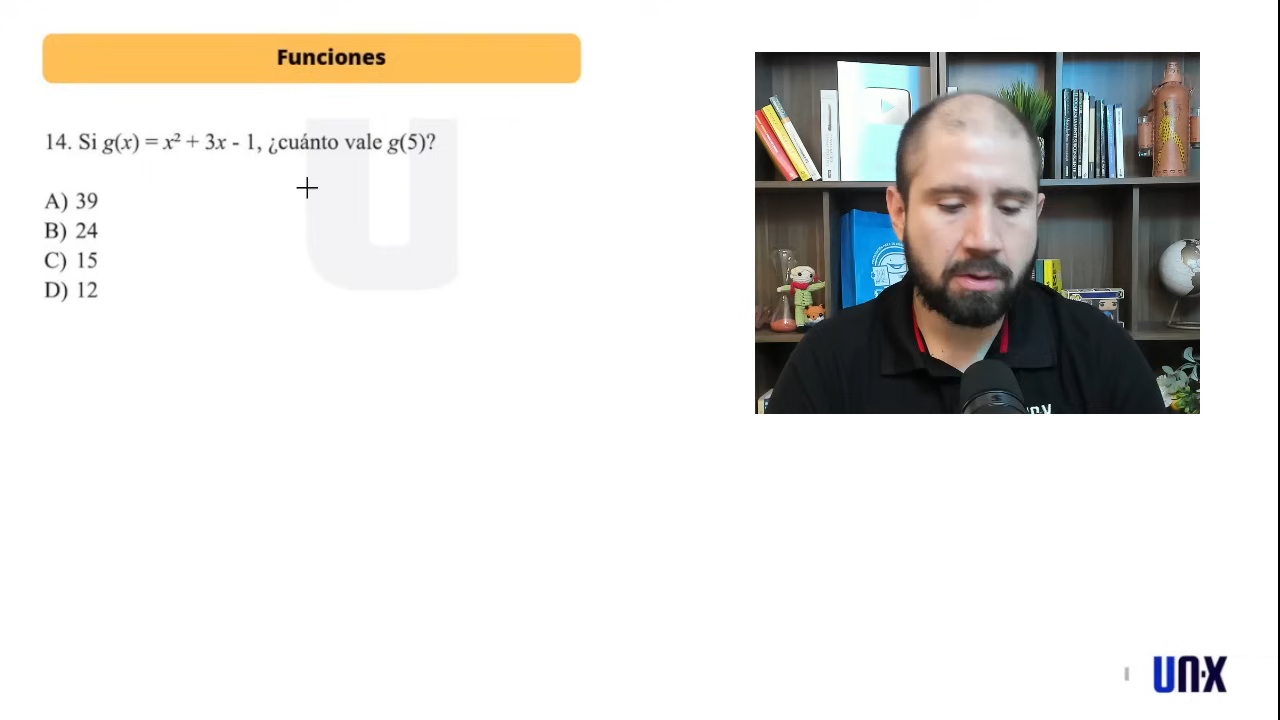 Funciones
14. Si g(x) = x² + 3x - 1, ¿cuánto vale g(5)?
A) 39
B) 24
C) 15
D) 12
UNX